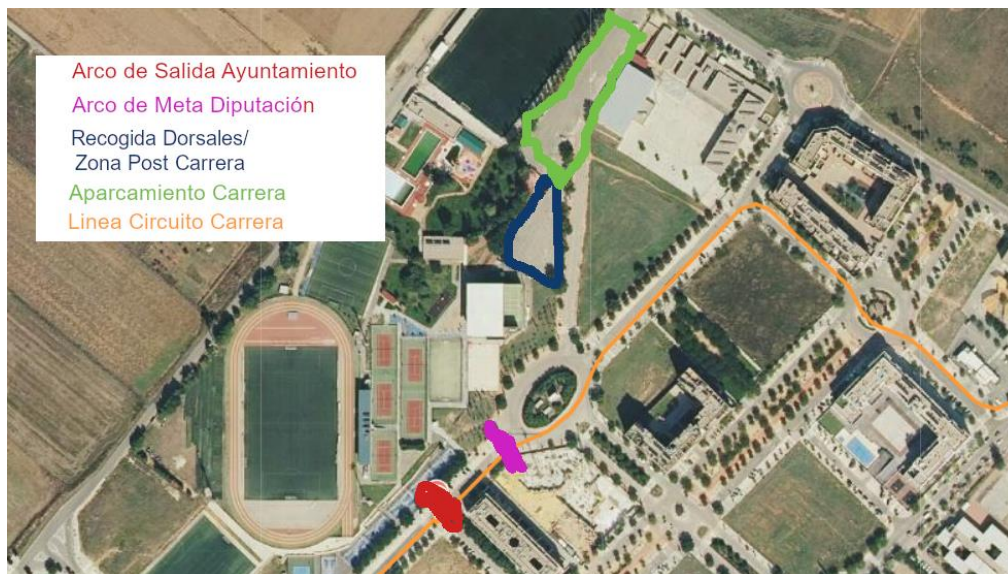 Arco de Salida Ayuntamiento
Arco de Meta Diputación
Recogida Dorsales/
Zona Post Carrera
Aparcamiento Carrera
Linea Circuito Carrera